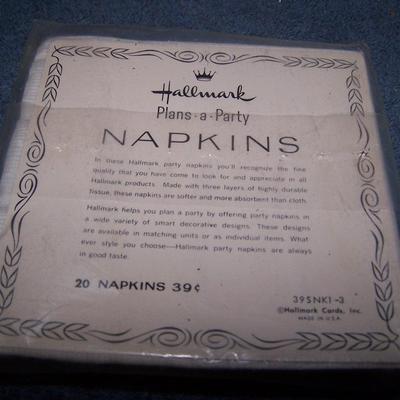 Hallmark
Plans-a-Party
NAPKINS
In these Hallmark party napkins you'll recognize the fine
quality that you have come to look for and appreciate in all
Hallmark products. Made with three layers of highly durable
tissue, these napkins are softer and more absorbent than cloth.
Hallmark helps you plan a party by offering party napkins in
a wide variety of smart decorative designs. These designs
are available in matching units or as individual items. What
ever style you choose—Hallmark party napkins are always
in good taste.
20 NAPKINS 39¢
39SNK1-3
©Hallmark Cards, Inc.
MADE IN U.S.A.